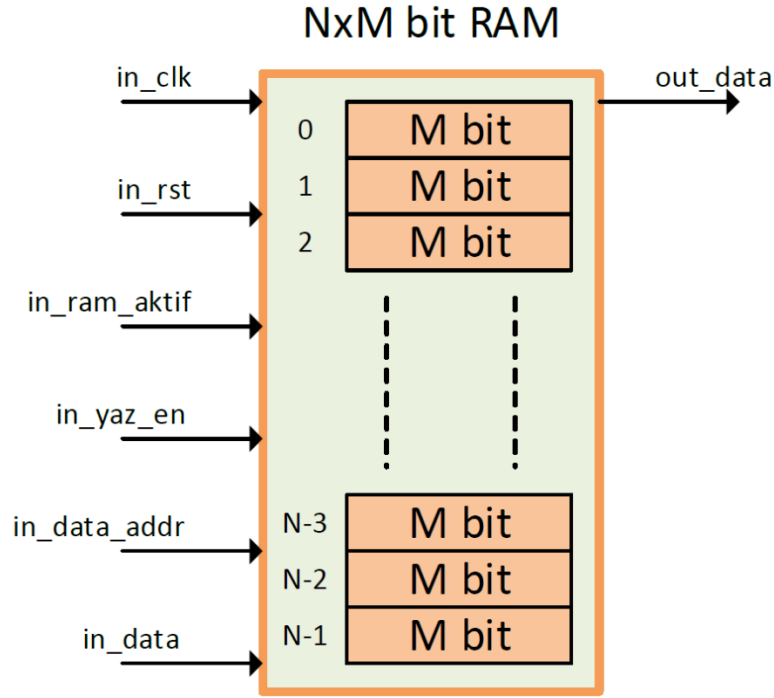 NxM bit RAM
in_clk
in_rst
in_ram_aktif
in_yaz_en
in_data_addr
in_data
0 M bit
1 M bit
2 M bit
N-3 M bit
N-2 M bit
N-1 M bit
out_data